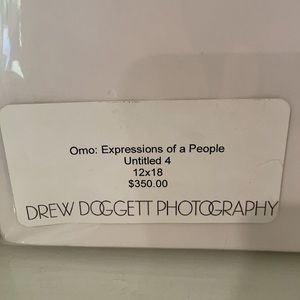 Omo: Expressions of a People
Untitled 4
12x18
$350.00
DREW DOGGETT PHOTOGRAPHY